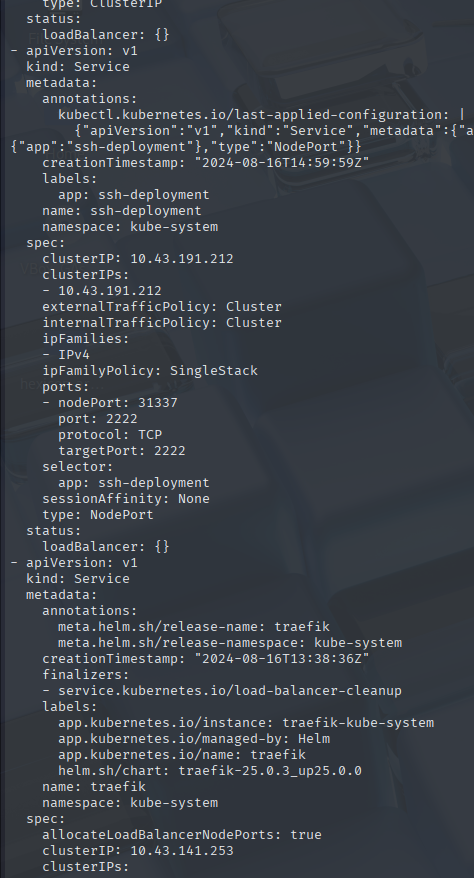 type: ClusterIP
  status:
    loadBalancer: {}
- apiVersion: v1
  kind: Service
  metadata:
    annotations:
      kubectl.kubernetes.io/last-applied-configuration: |
        {"apiVersion":"v1","kind":"Service","metadata":{"a
{"app":"ssh-deployment"},"type":"NodePort"}}
    creationTimestamp: "2024-08-16T14:59:59Z"
    labels:
      app: ssh-deployment
    name: ssh-deployment
    namespace: kube-system
  spec:
    clusterIP: 10.43.191.212
    clusterIPs:
    - 10.43.191.212
    externalTrafficPolicy: Cluster
    internalTrafficPolicy: Cluster
    ipFamilies:
    - IPv4
    ipFamilyPolicy: SingleStack
    ports:
    - nodePort: 31337
      port: 2222
      protocol: TCP
      targetPort: 2222
    selector:
      app: ssh-deployment
    sessionAffinity: None
    type: NodePort
  status:
    loadBalancer: {}
- apiVersion: v1
  kind: Service
  metadata:
    annotations:
      meta.helm.sh/release-name: traefik
      meta.helm.sh/release-namespace: kube-system
    creationTimestamp: "2024-08-16T13:38:36Z"
    finalizers:
    - service.kubernetes.io/load-balancer-cleanup
    labels:
      app.kubernetes.io/instance: traefik-kube-system
      app.kubernetes.io/managed-by: Helm
      app.kubernetes.io/name: traefik
      helm.sh/chart: traefik-25.0.3_up25.0.0
    name: traefik
    namespace: kube-system
  spec:
    allocateLoadBalancerNodePorts: true
    clusterIP: 10.43.141.253
    clusterIPs: